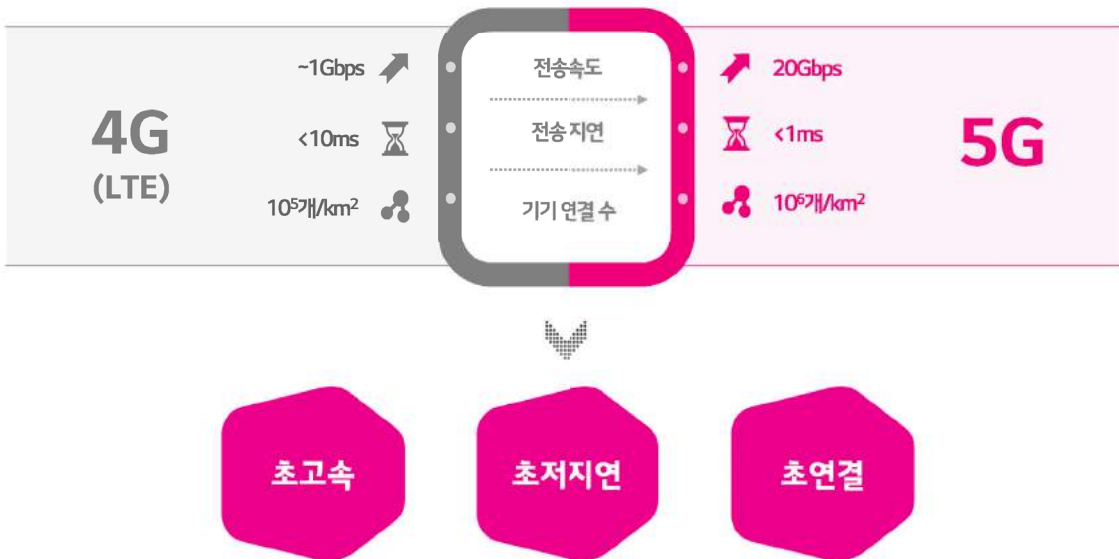 4G
(LTE)
~1Gbps
<10ms
10⁵개/km²
전송속도
전송 지연
기기 연결 수
20Gbps
<1ms
10⁶개/km²
5G
초고속
초저지연
초연결